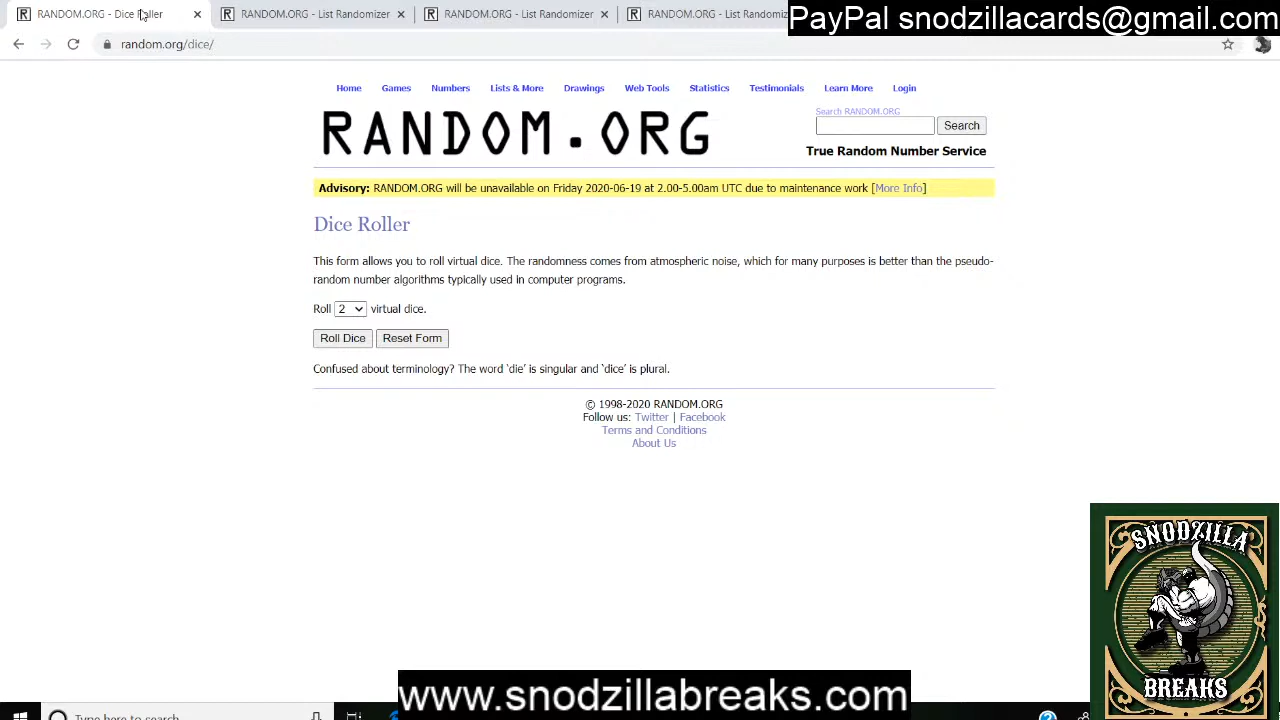 RANDOM.ORG - Dice Roller
RANDOM.ORG - List Randomizer
RANDOM.ORG - List Randomizer
RANDOM.ORG - List Randomizer
PayPal snodzillacards@gmail.com
random.org/dice/
Home Games Numbers Lists & More Drawings Web Tools Statistics Testimonials Learn More Login
RANDOM.ORG
Search RANDOM.ORG
Search
True Random Number Service
Advisory: RANDOM.ORG will be unavailable on Friday 2020-06-19 at 2.00-5.00am UTC due to maintenance work [More Info]
Dice Roller
This form allows you to roll virtual dice. The randomness comes from atmospheric noise, which for many purposes is better than the pseudo-
random number algorithms typically used in computer programs.
Roll 2 virtual dice.
Roll Dice Reset Form
Confused about terminology? The word ‘die’ is singular and ‘dice’ is plural.
© 1998-2020 RANDOM.ORG
Follow us: Twitter | Facebook
Terms and Conditions
About Us
SNODZILLA
BREAKS
www.snodzillabreaks.com
Type here to search